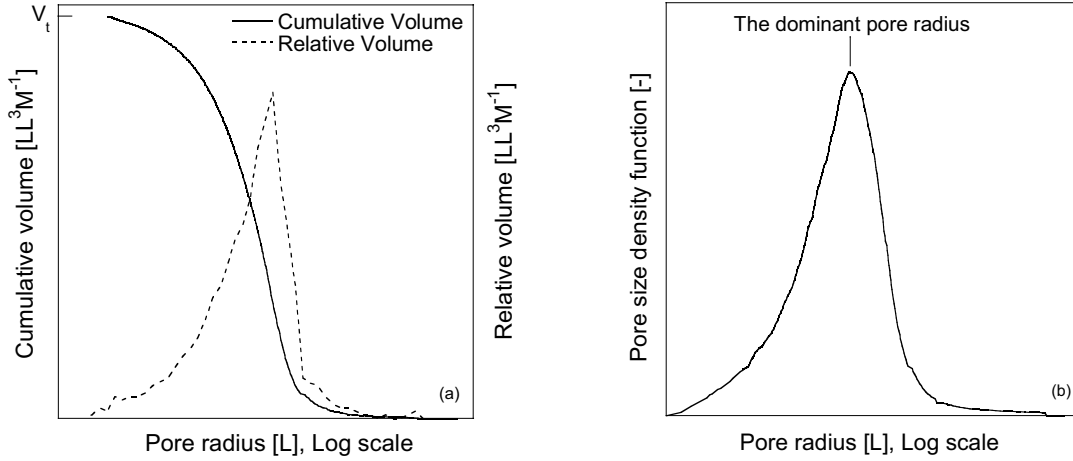 V_t
Cumulative Volume
Relative Volume
Cumulative volume [LL³M⁻¹]
Relative volume [LL³M⁻¹]
(a)
Pore radius [L], Log scale
The dominant pore radius
Pore size density function [-]
(b)
Pore radius [L], Log scale